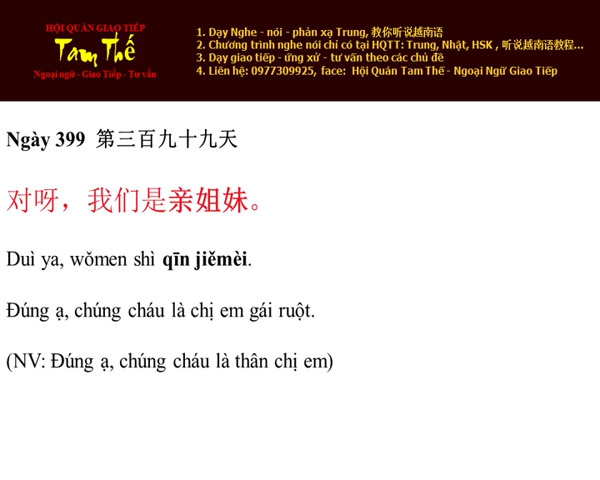 HỘI QUÁN GIAO TIẾP
Tam Thế
Ngoại ngữ - Giao Tiếp - Tư vấn
1. Dạy Nghe - nói - phản xạ Trung, 教你听说越南语
2. Chương trình nghe nói chỉ có tại HQTT: Trung, Nhật, HSK , 听说越南语教程...
3. Dạy giao tiếp - ứng xử - tư vấn theo các chủ đề
4. Liên hệ: 0977309925, face: Hội Quán Tam Thế - Ngoại Ngữ Giao Tiếp
Ngày 399 第三百九十九天
对呀，我们是亲姐妹。
Duì ya, wǒmen shì qīn jiěmèi.
Đúng ạ, chúng cháu là chị em gái ruột.
(NV: Đúng ạ, chúng cháu là thân chị em)